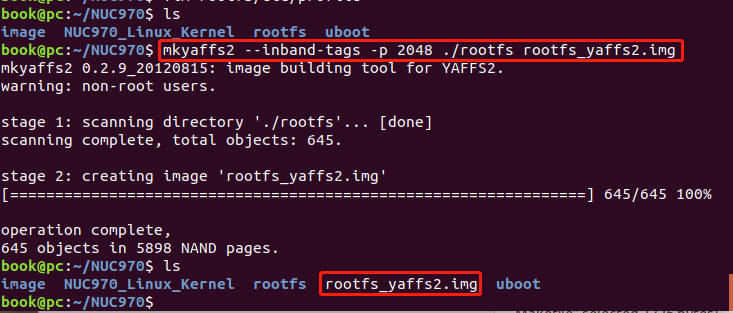 book@pc:~/NUC970$ ls
image  NUC970_Linux_Kernel  rootfs  uboot
book@pc:~/NUC970$ mkyaffs2 --inband-tags -p 2048 ./rootfs rootfs_yaffs2.img
mkyaffs2 0.2.9_20120815: image building tool for YAFFS2.
warning: non-root users.

stage 1: scanning directory './rootfs'... [done]
scanning complete, total objects: 645.

stage 2: creating image 'rootfs_yaffs2.img'
[================================================================] 645/645 100%

operation complete,
645 objects in 5898 NAND pages.
book@pc:~/NUC970$ ls
image  NUC970_Linux_Kernel  rootfs  rootfs_yaffs2.img  uboot
book@pc:~/NUC970$